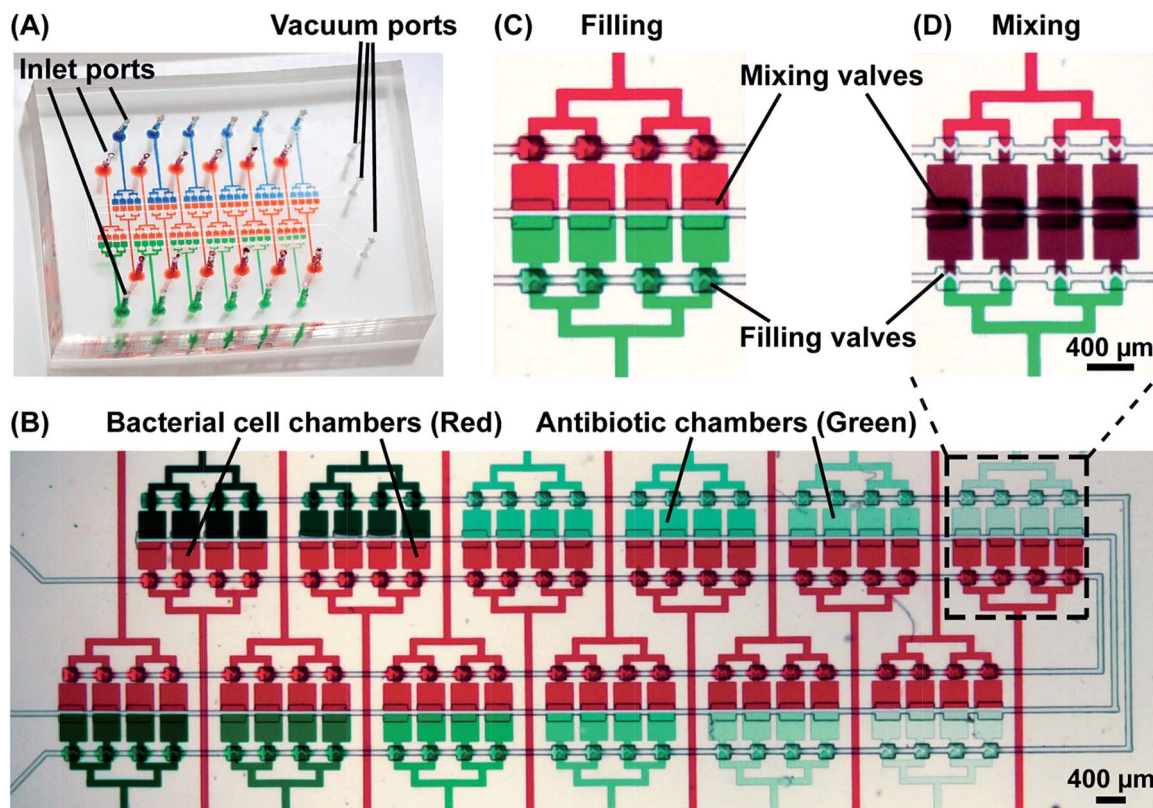 (A)
Vacuum ports
Inlet ports
(C) Filling
(D) Mixing
Mixing valves
Filling valves
400 µm
(B)
Bacterial cell chambers (Red)
Antibiotic chambers (Green)
400 µm